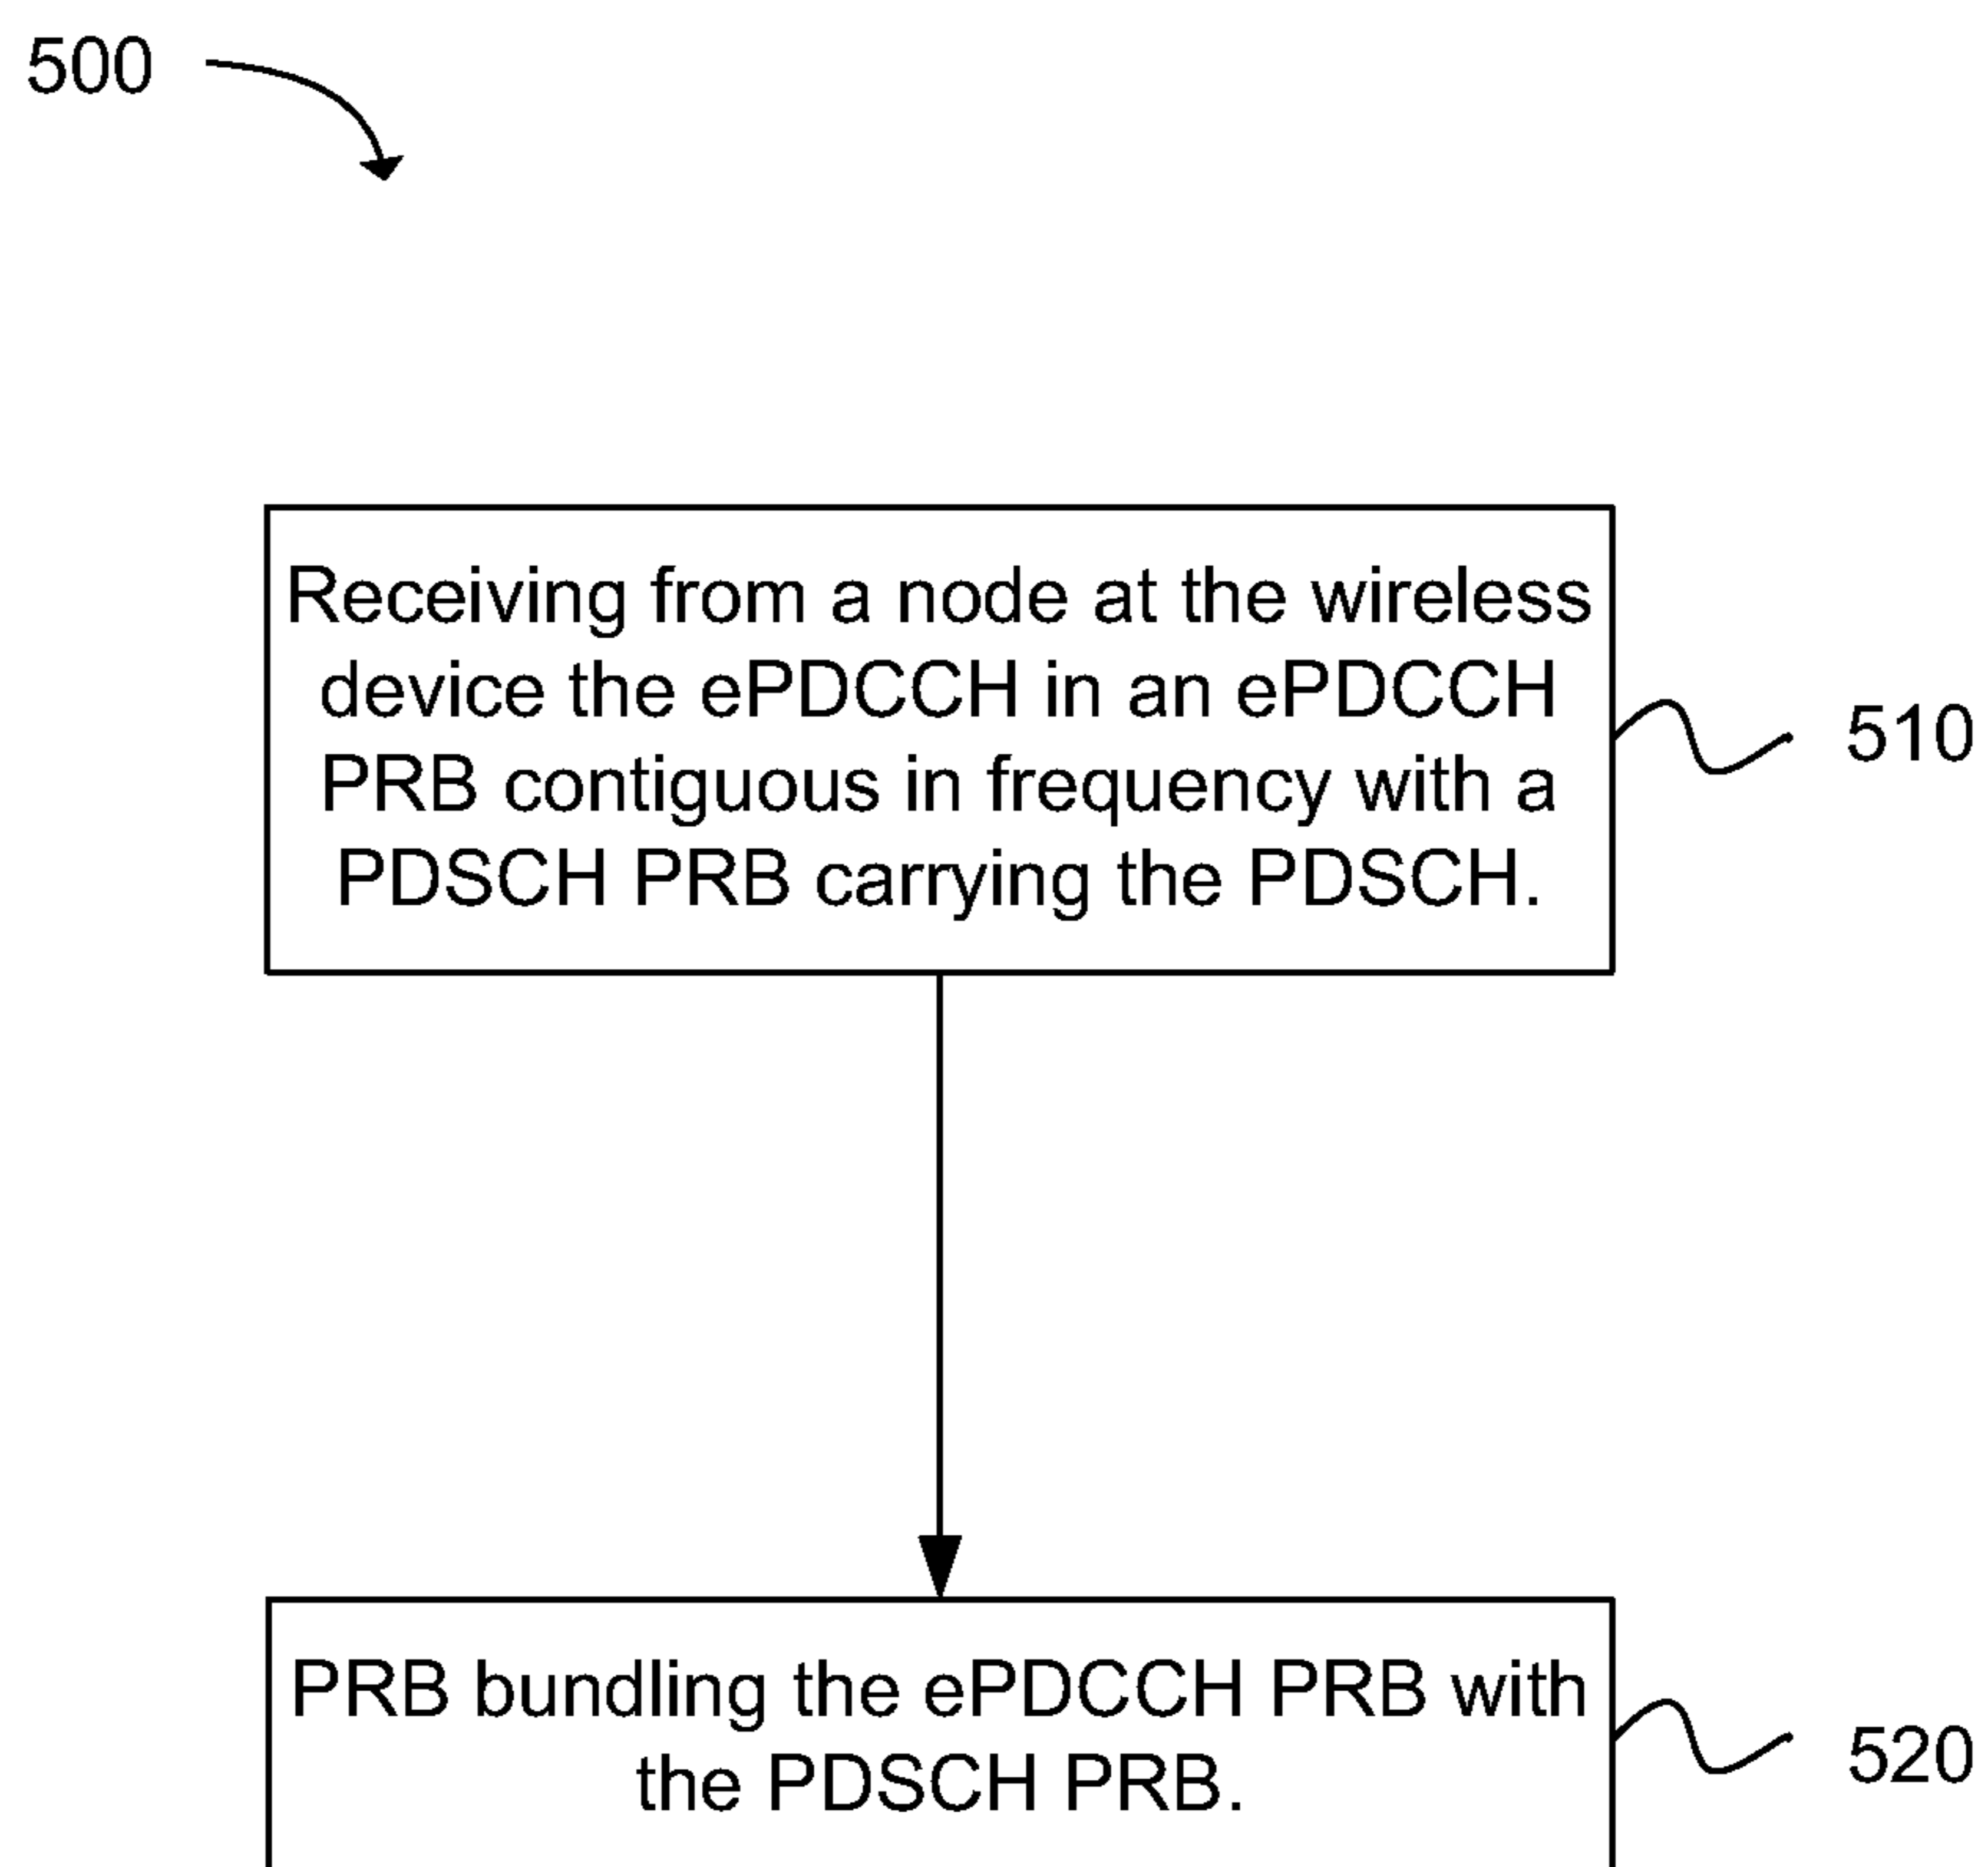 500
Receiving from a node at the wireless
device the ePDCCH in an ePDCCH
PRB contiguous in frequency with a
PDSCH PRB carrying the PDSCH.
510
PRB bundling the ePDCCH PRB with
the PDSCH PRB.
520